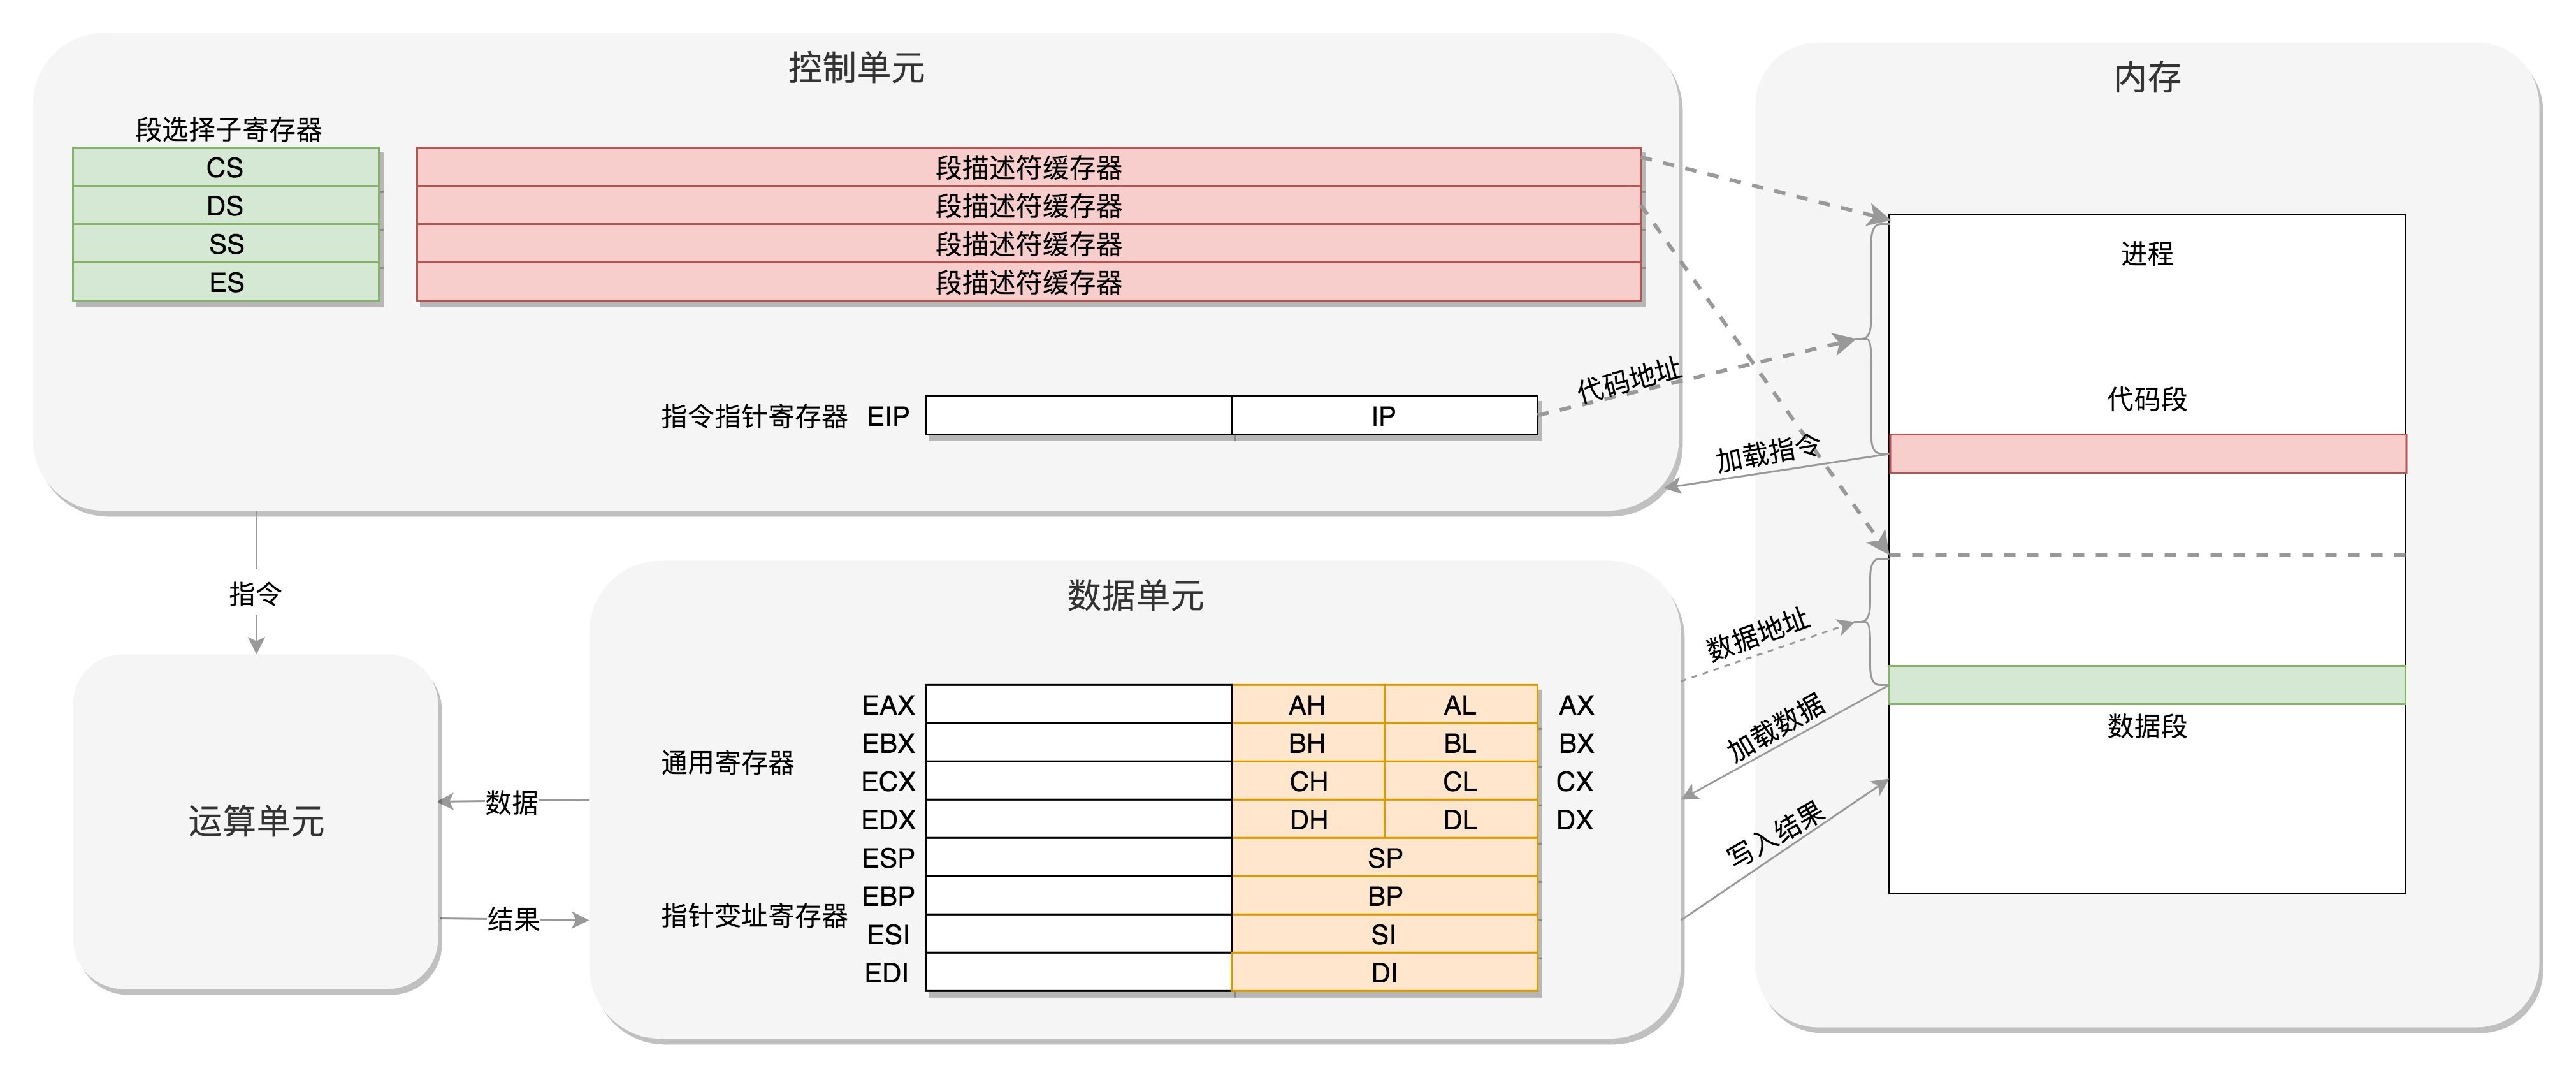 控制单元
段选择子寄存器
CS
段描述符缓存器
DS
段描述符缓存器
SS
段描述符缓存器
ES
段描述符缓存器
指令指针寄存器 EIP
IP
代码地址
加载指令
内存
进程
代码段
数据段
指令
运算单元
数据
结果
数据单元
通用寄存器
指针变址寄存器
EAX AH AL AX
EBX BH BL BX
ECX CH CL CX
EDX DH DL DX
ESP SP
EBP BP
ESI SI
EDI DI
数据地址
加载数据
写入结果